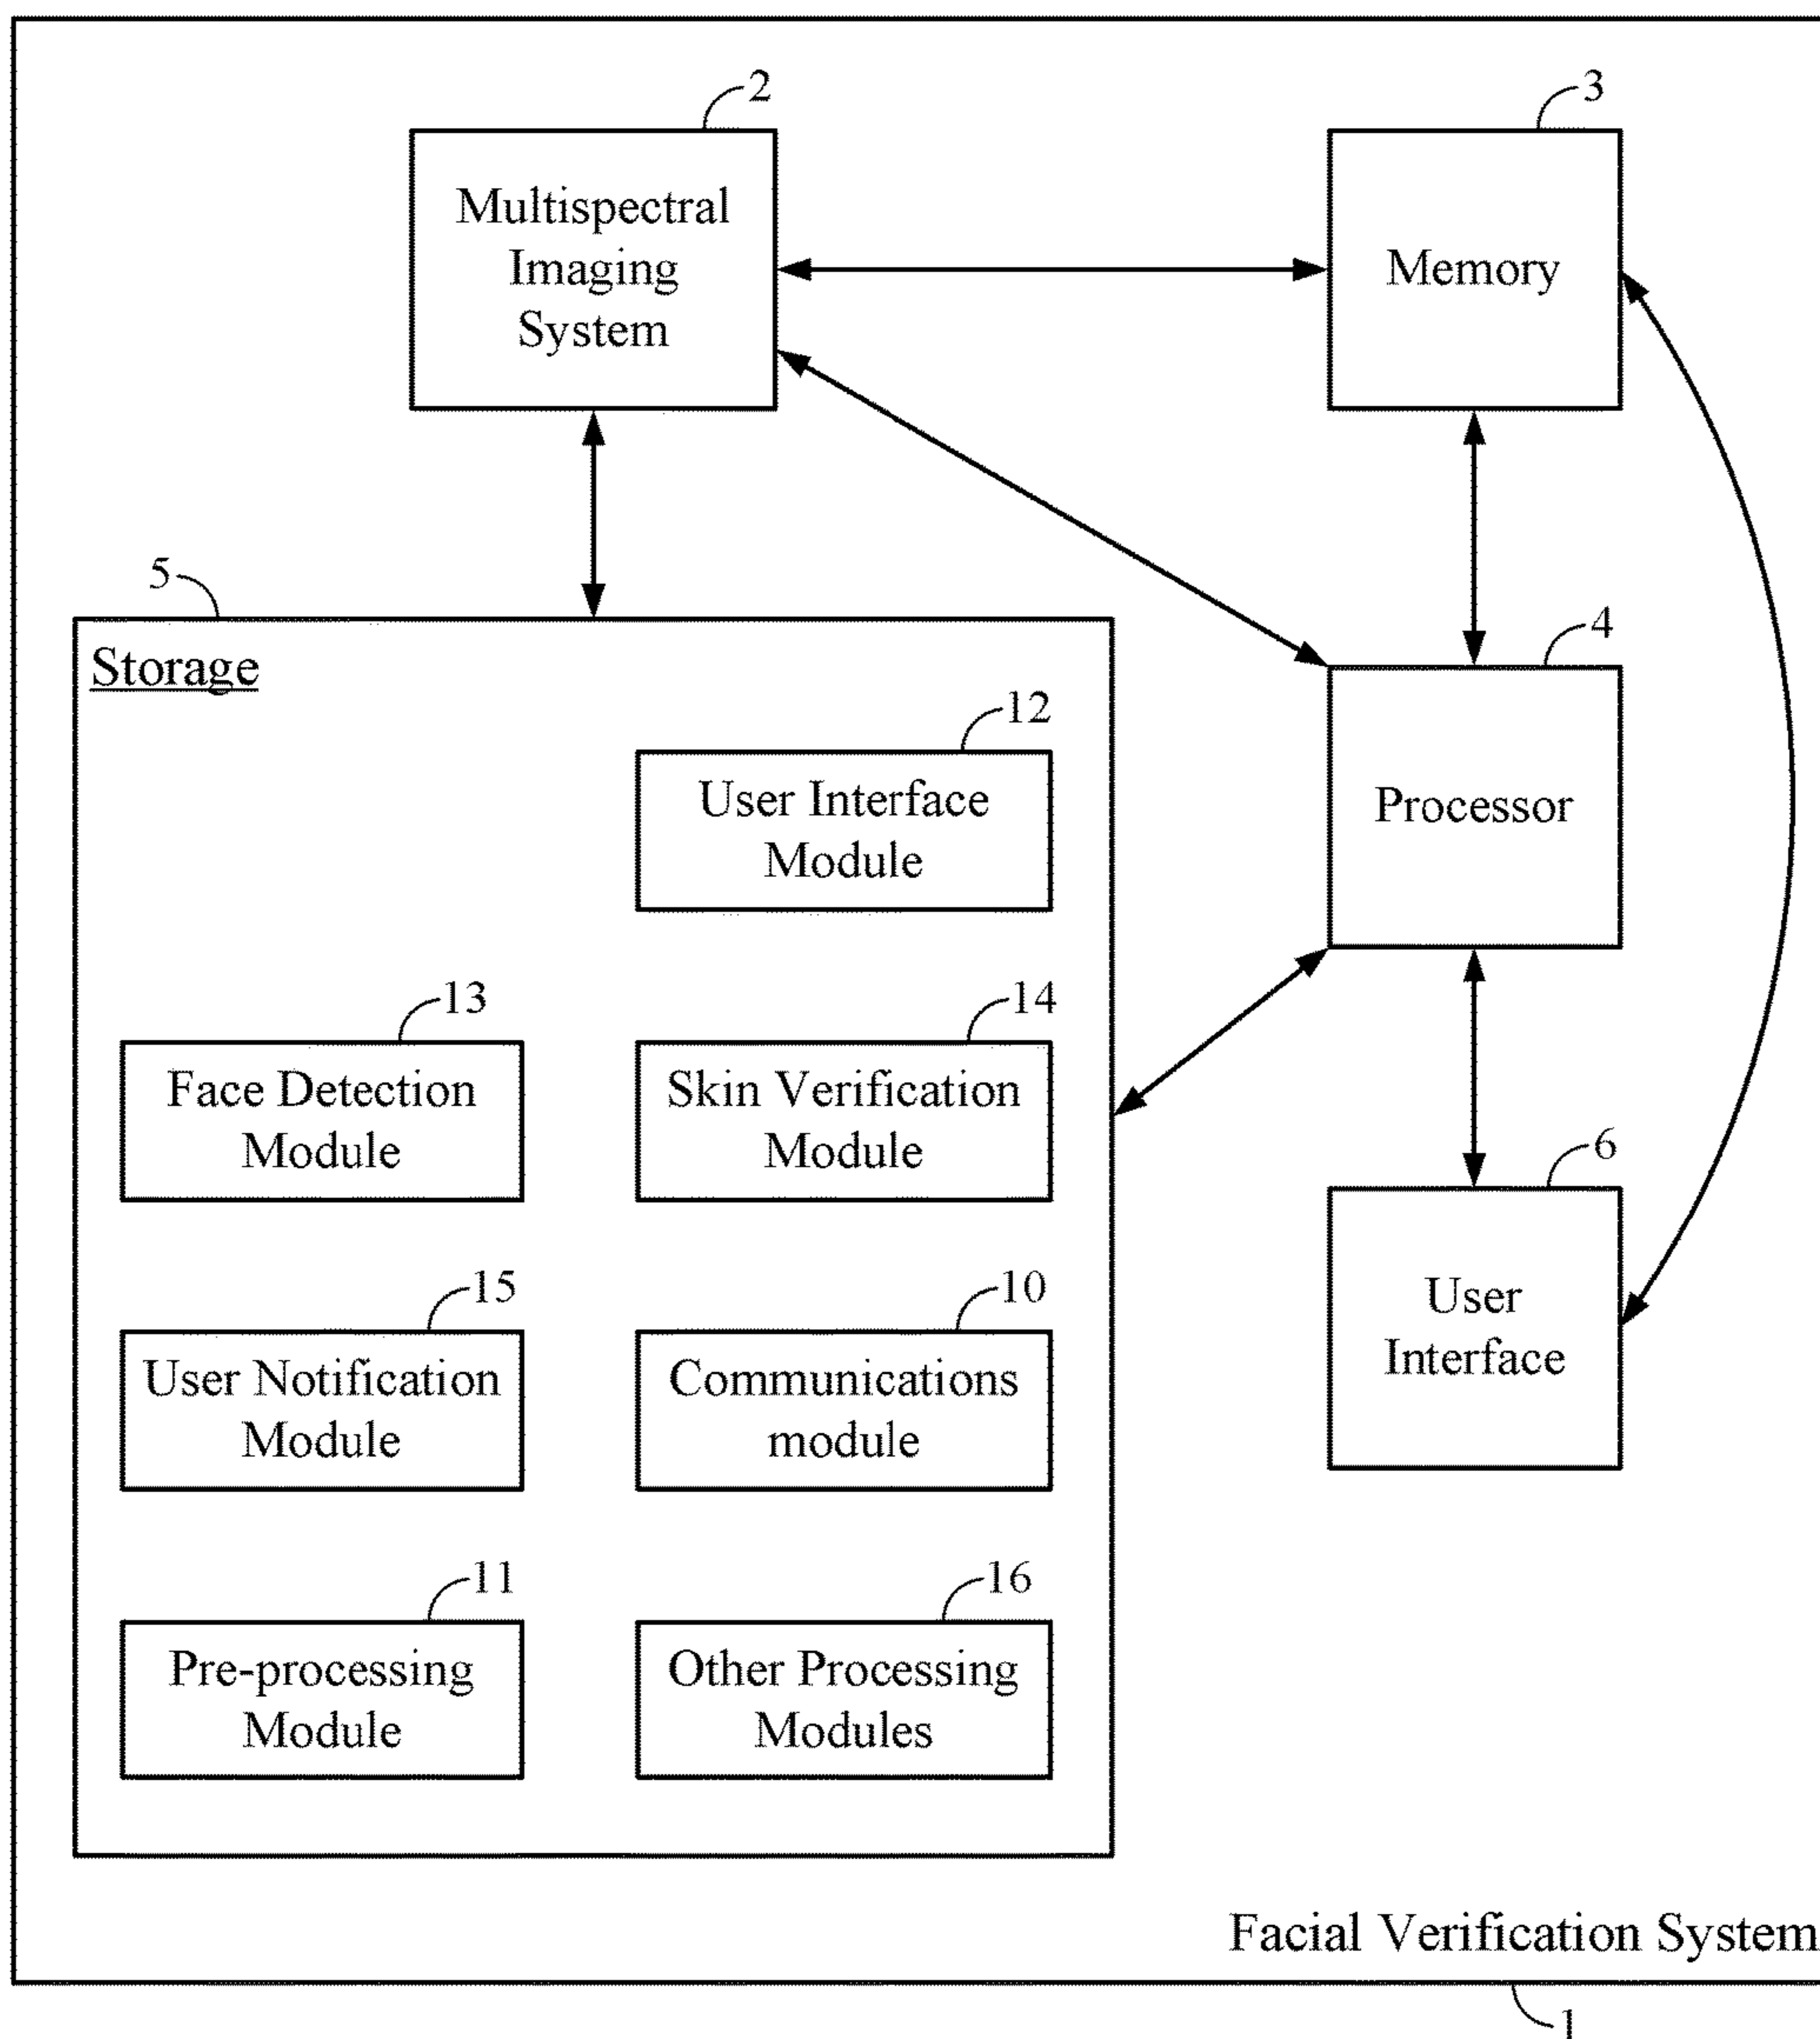 2
3
Multispectral
Imaging
System
Memory
5
Storage
4
Processor
12
User Interface
Module
13
Face Detection
Module
14
Skin Verification
Module
6
User
Interface
15
User Notification
Module
10
Communications
module
11
Pre-processing
Module
16
Other Processing
Modules
Facial Verification System
1